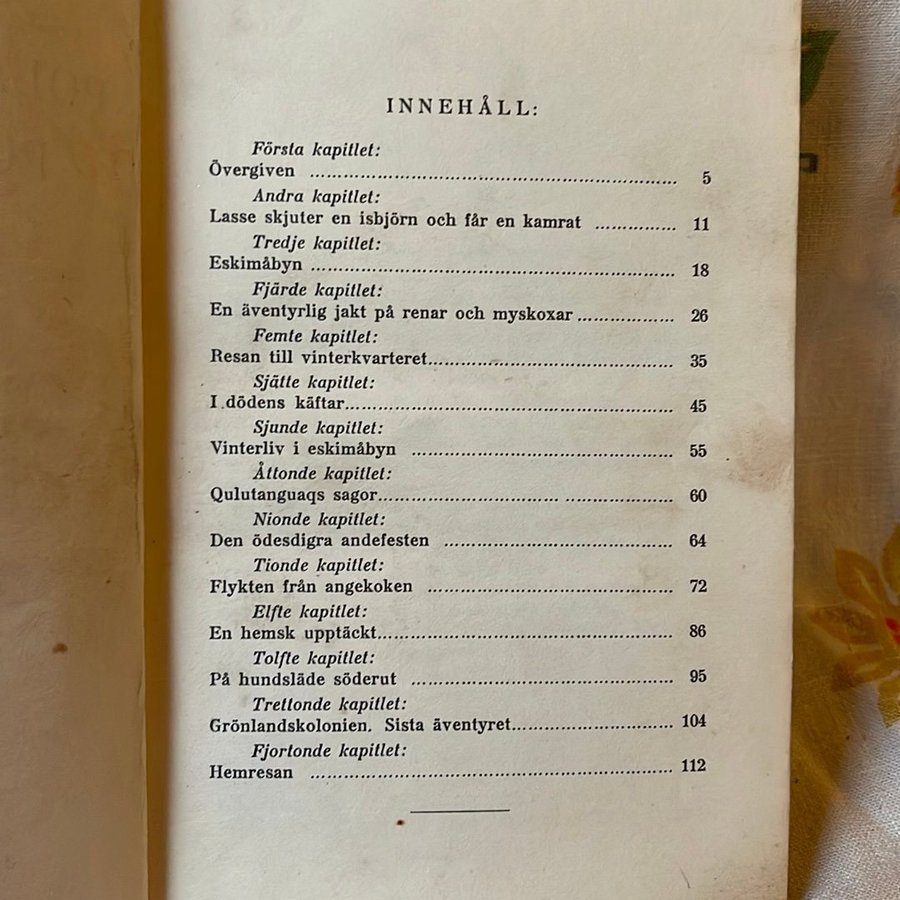 INNEHÅLL:
Första kapitlet:
Övergiven ........................................................ 5
Andra kapitlet:
Lasse skjuter en isbjörn och får en kamrat ............... 11
Tredje kapitlet:
Eskimåbyn ........................................................ 18
Fjärde kapitlet:
En äventyrlig jakt på renar och myskoxar .................. 26
Femte kapitlet:
Resan till vinterkvarteret........................................ 35
Sjätte kapitlet:
I dödens käftar.................................................... 45
Sjunde kapitlet:
Vinterliv i eskimåbyn ........................................... 55
Åttonde kapitlet:
Qulutanguaqs sagor............................................... 60
Nionde kapitlet:
Den ödesdigra andefesten ...................................... 64
Tionde kapitlet:
Flykten från angekoken ......................................... 72
Elfte kapitlet:
En hemsk upptäckt............................................... 86
Tolfte kapitlet:
På hundsläde söderut ............................................ 95
Trettonde kapitlet:
Grönlandskolonien. Sista äventyret........................... 104
Fjortonde kapitlet:
Hemresan ......................................................... 112